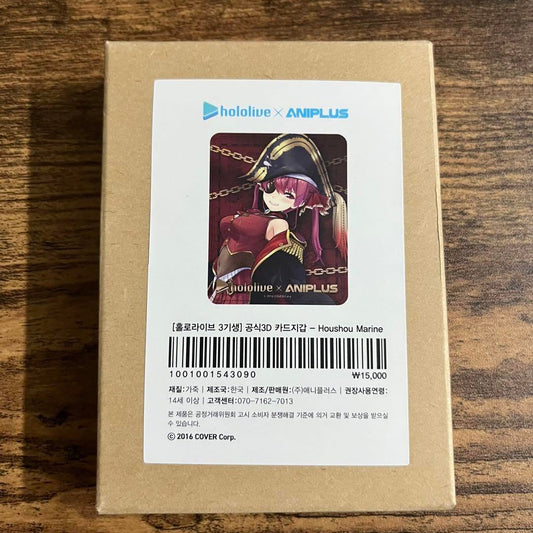 hololive × ANIPLUS
hololive × ANIPLUS
[홀로라이브 3기생] 공식3D 카드지갑 – Houshou Marine
1001001543090
₩15,000
재질:가죽 | 제조국:한국 | 제조/판매원:(주)애니플러스 | 권장사용연령:
14세 이상 | 고객센터:070-7162-7013
본 제품은 공정거래위원회 고시 소비자 분쟁해결 기준에 의거 교환 및 보상을 받으실
수 있습니다.
ⓒ 2016 COVER Corp.